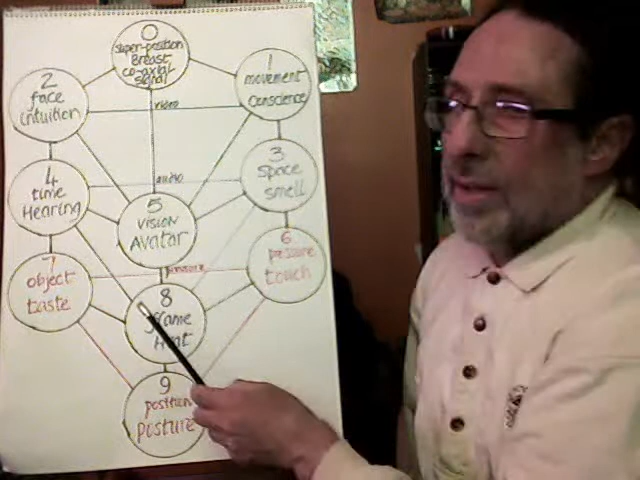 0
super-position
Breast
co-axial
signal
1
movement
Conscience
2
face
intuition
video
3
space
smell
4
time
Hearing
audio
5
vision
Avatar
6
pressure
touch
7
object
taste
pressure
8
Heat
9
position
posture